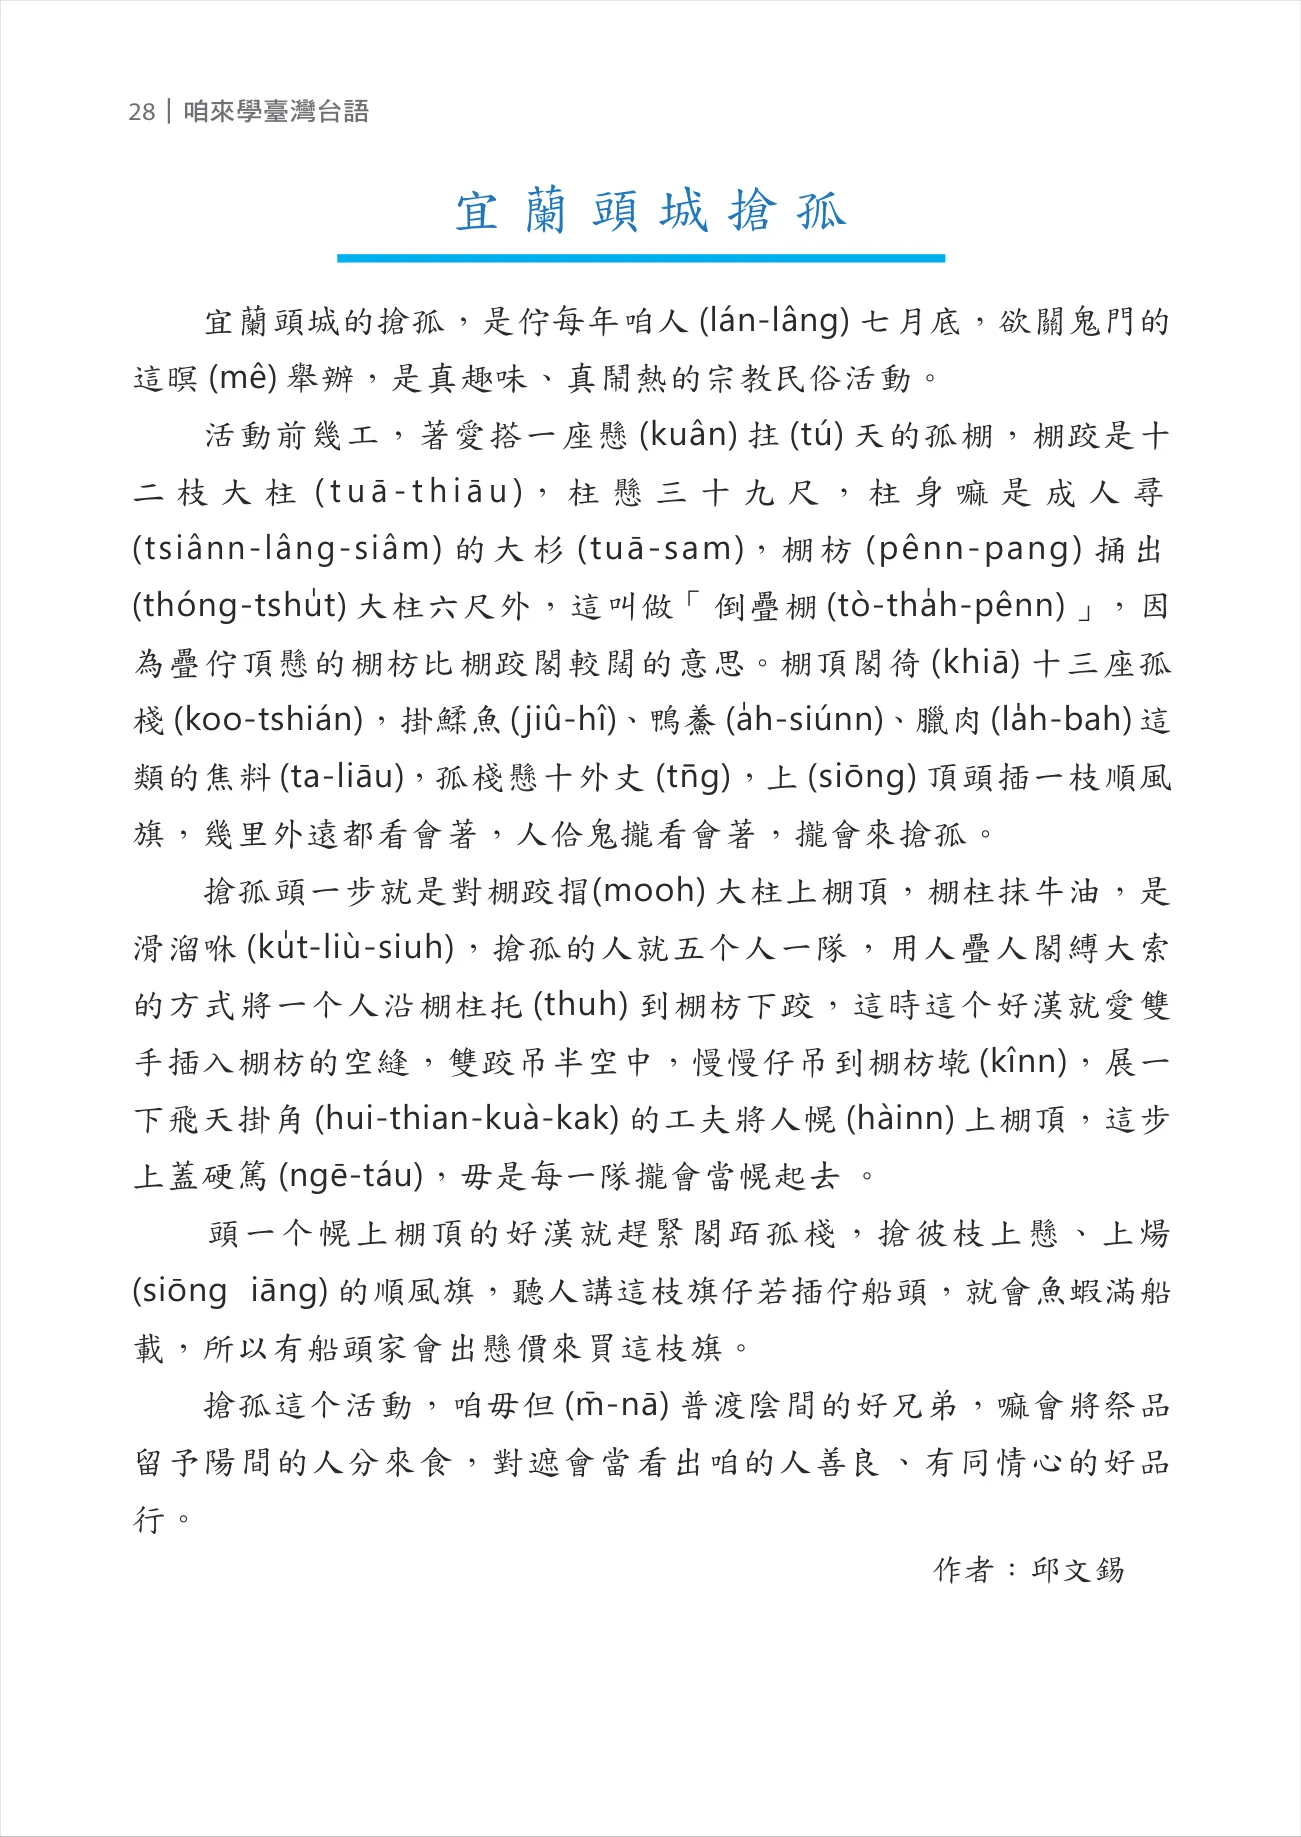 28｜咱來學臺灣台語
宜蘭頭城搶孤
宜蘭頭城的搶孤，是佇每年咱人 (lán-lâng) 七月底，欲關鬼門的
這暝 (mê) 舉辦，是真趣味、真鬧熱的宗教民俗活動。
活動前幾工，著愛搭一座懸 (kuân) 拄 (tú) 天的孤棚，棚跤是十
二枝大柱 (tuā-thiāu)，柱懸三十九尺，柱身嘛是成人尋
(tsiânn-lâng-siâm) 的大杉 (tuā-sam)，棚枋 (pênn-pang) 捅出
(thóng-tshu̍t) 大柱六尺外，這叫做「 倒疊棚 (tò-tha̍h-pênn) 」，因
為疊佇頂懸的棚枋比棚跤閣較闊的意思。棚頂閣徛 (khiā) 十三座孤
棧 (koo-tshián)，掛鰇魚 (jiû-hî)、鴨鯗 (a̍h-siúnn)、臘肉 (la̍h-bah) 這
類的焦料 (ta-liāu)，孤棧懸十外丈 (tn̄g)，上 (siōng) 頂頭插一枝順風
旗，幾里外遠都看會著，人佮鬼攏看會著，攏會來搶孤。
搶孤頭一步就是對棚跤㧌(mooh) 大柱上棚頂，棚柱抹牛油，是
滑溜咻 (ku̍t-liù-siuh)，搶孤的人就五个人一隊，用人疊人閣縛大索
的方式將一个人沿棚柱托 (thuh) 到棚枋下跤，這時這个好漢就愛雙
手插入棚枋的空縫，雙跤吊半空中，慢慢仔吊到棚枋墘 (kînn)，展一
下飛天掛角 (hui-thian-kuà-kak) 的工夫將人幌 (hàinn) 上棚頂，這步
上蓋硬篤 (ngē-táu)，毋是每一隊攏會當幌起去 。
頭一个幌上棚頂的好漢就趕緊閣跖孤棧，搶彼枝上懸、上煬
(siōng iāng) 的順風旗，聽人講這枝旗仔若插佇船頭，就會魚蝦滿船
載，所以有船頭家會出懸價來買這枝旗。
搶孤這个活動，咱毋但 (m̄-nā) 普渡陰間的好兄弟，嘛會將祭品
留予陽間的人分來食，對遮會當看出咱的人善良、有同情心的好品
行。
作者：邱文錫